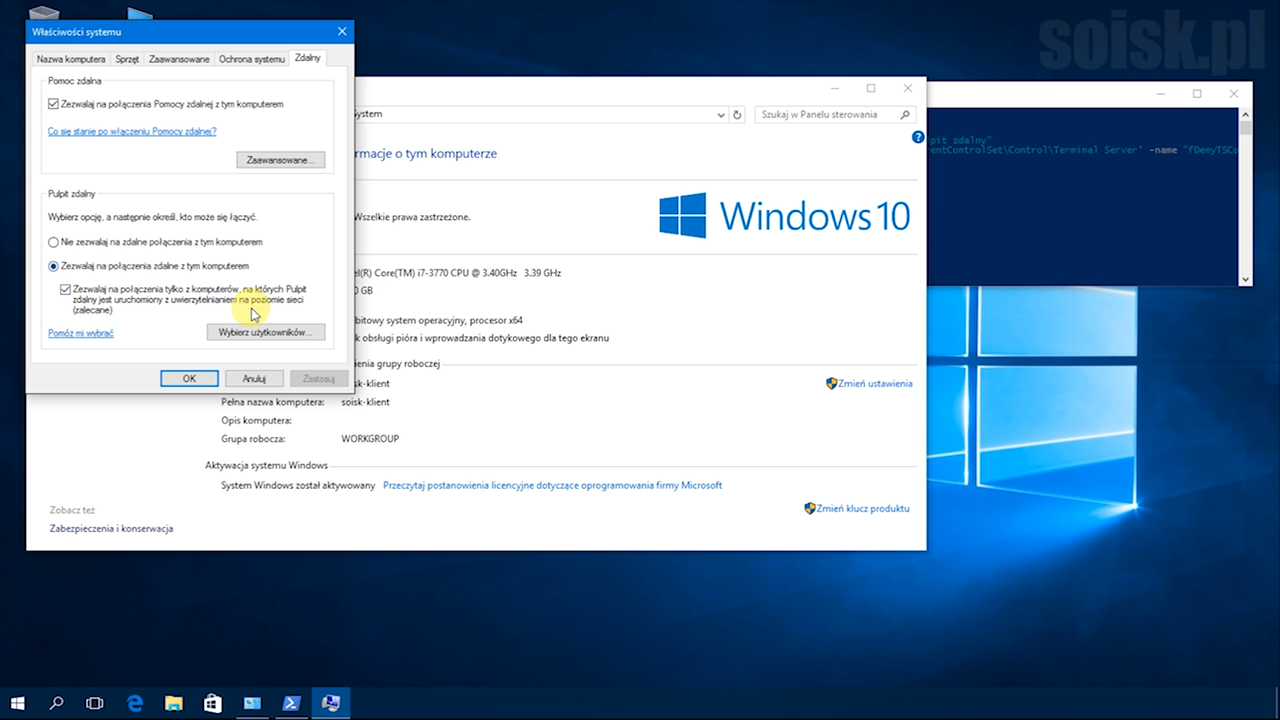 soisk.pl
Właściwości systemu
Nazwa komputera
Sprzęt
Zaawansowane
Ochrona systemu
Zdalny
Pomoc zdalna
Zezwalaj na połączenia Pomocy zdalnej z tym komputerem
Co się stanie po włączeniu Pomocy zdalnej?
Zaawansowane...
Pulpit zdalny
Wybierz opcję, a następnie określ, kto może się łączyć.
Nie zezwalaj na zdalne połączenia z tym komputerem
Zezwalaj na połączenia zdalne z tym komputerem
Zezwalaj na połączenia tylko z komputerów, na których Pulpit
zdalny jest uruchomiony z uwierzytelnianiem na poziomie sieci
(zalecane)
Pomóż mi wybrać
Wybierz użytkowników...
OK
Anuluj
Zastosuj
System
Szukaj w Panelu sterowania
rmacje o tym komputerze
Wszelkie prawa zastrzeżone.
Windows 10
el(R) Core(TM) i7-3770 CPU @ 3.40GHz 3.39 GHz
0 GB
bitowy system operacyjny, procesor x64
k obsługi pióra i wprowadzania dotykowego dla tego ekranu
ienia grupy roboczej
sk-klient
Zmień ustawienia
Pełna nazwa komputera:
soisk-klient
Opis komputera:
Grupa robocza:
WORKGROUP
Aktywacja systemu Windows
System Windows został aktywowany
Przeczytaj postanowienia licencyjne dotyczące oprogramowania firmy Microsoft
Zobacz też
Zabezpieczenia i konserwacja
Zmień klucz produktu
pit zdalny"
rentControlSet\Control\Terminal Server' -name "fDenyTSCo